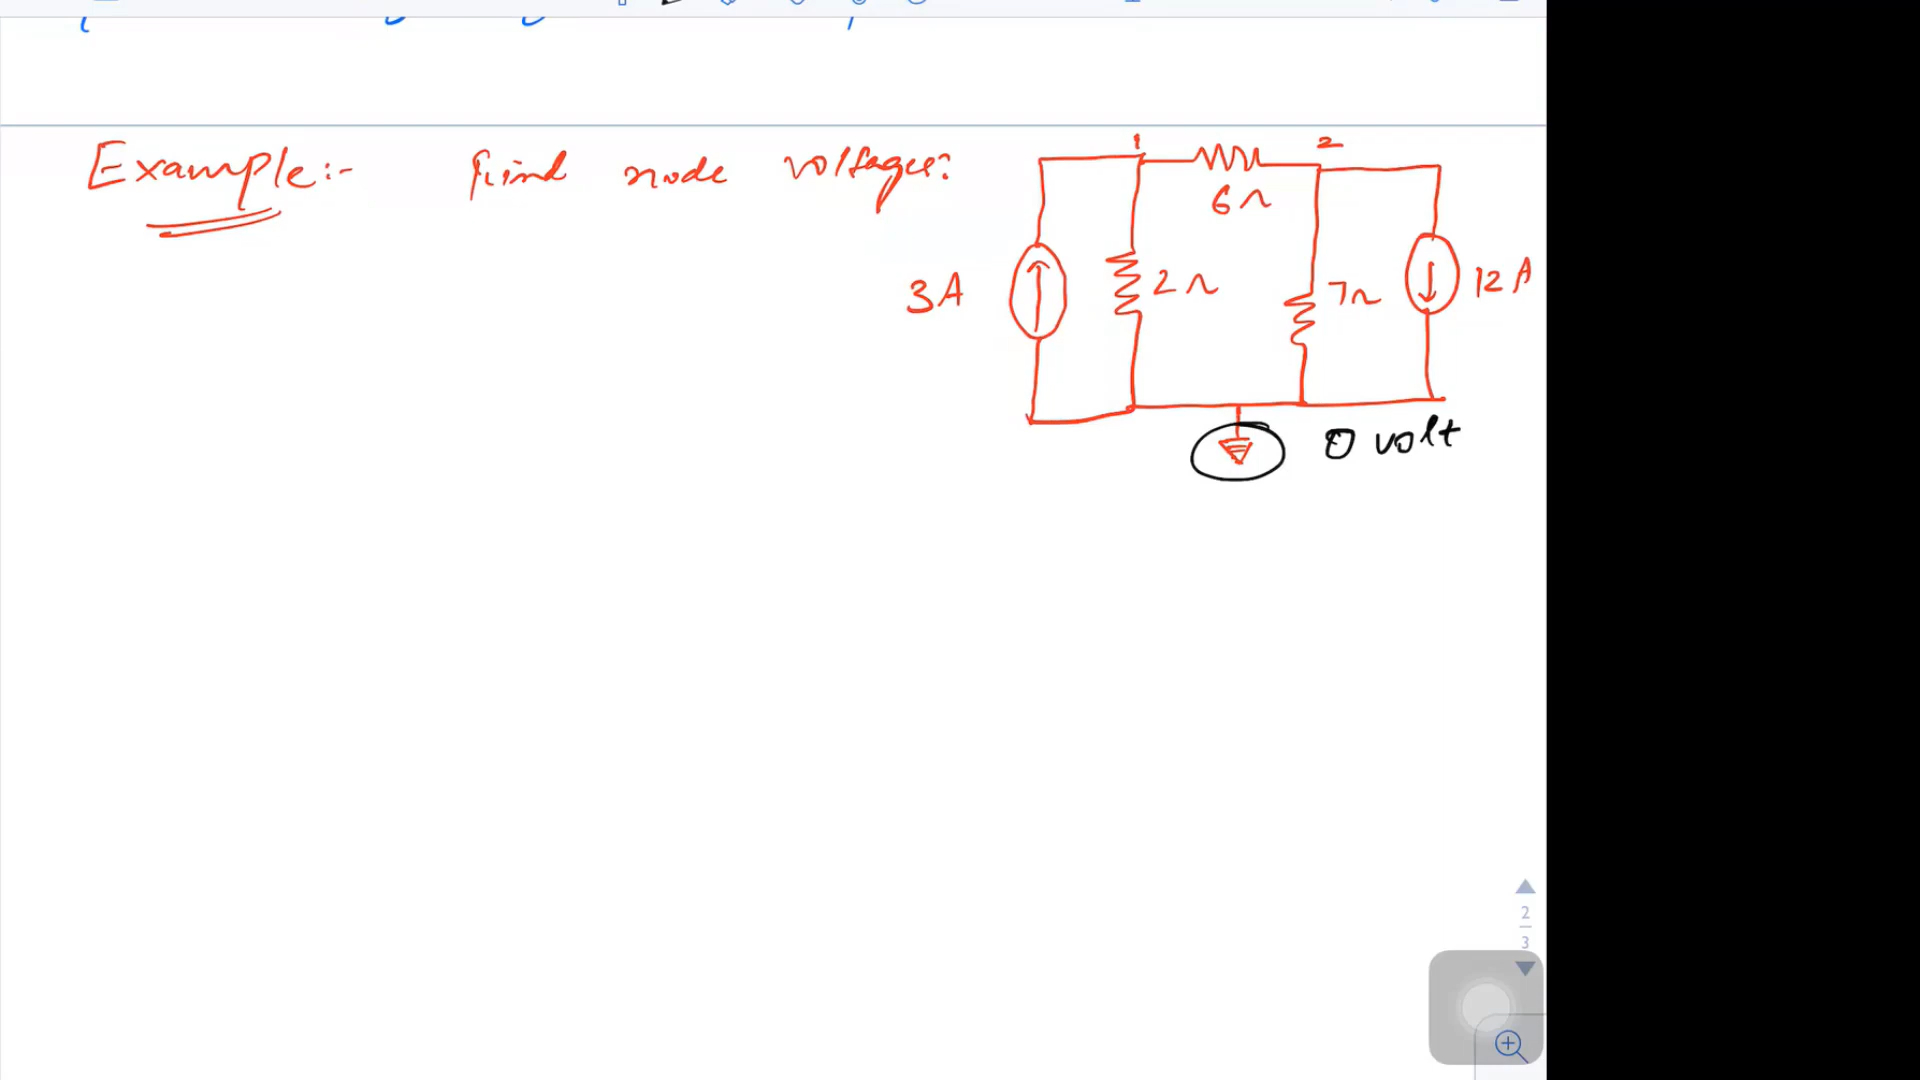 Example:- find node voltages?
1 2
6Ω
3A 2Ω 7Ω 12A
0 volt
2
3